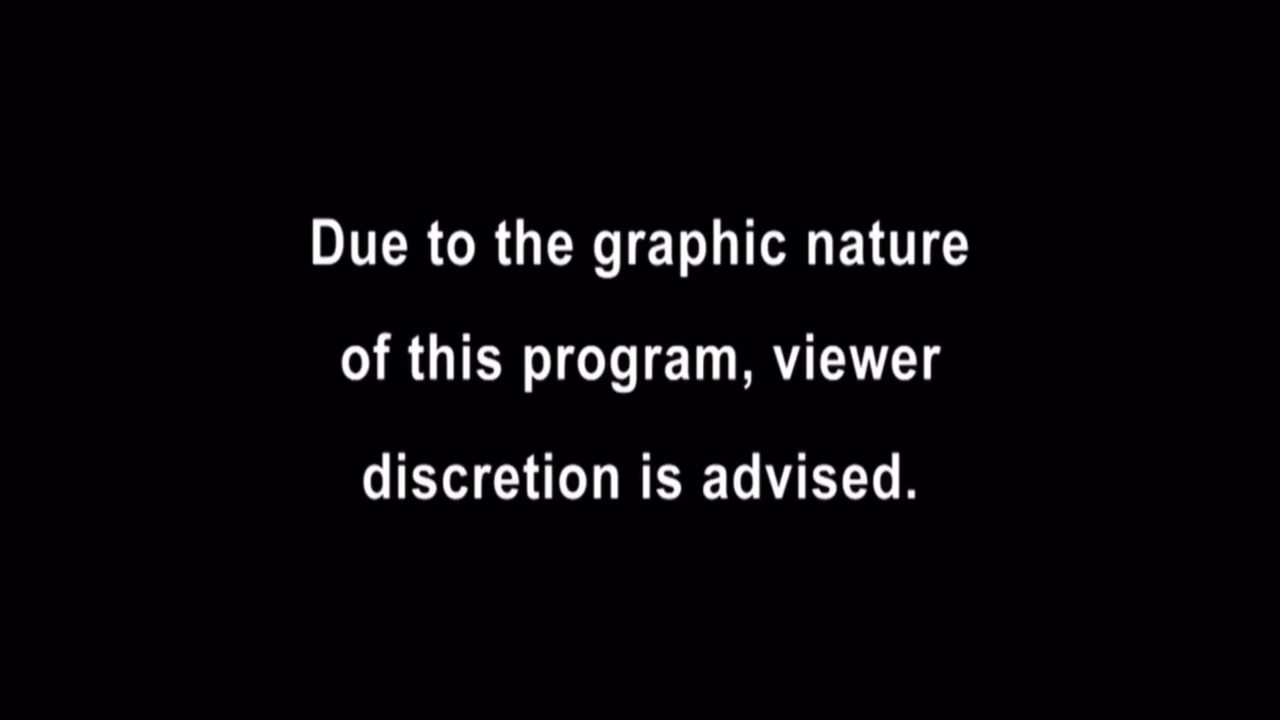 Due to the graphic nature
of this program, viewer
discretion is advised.